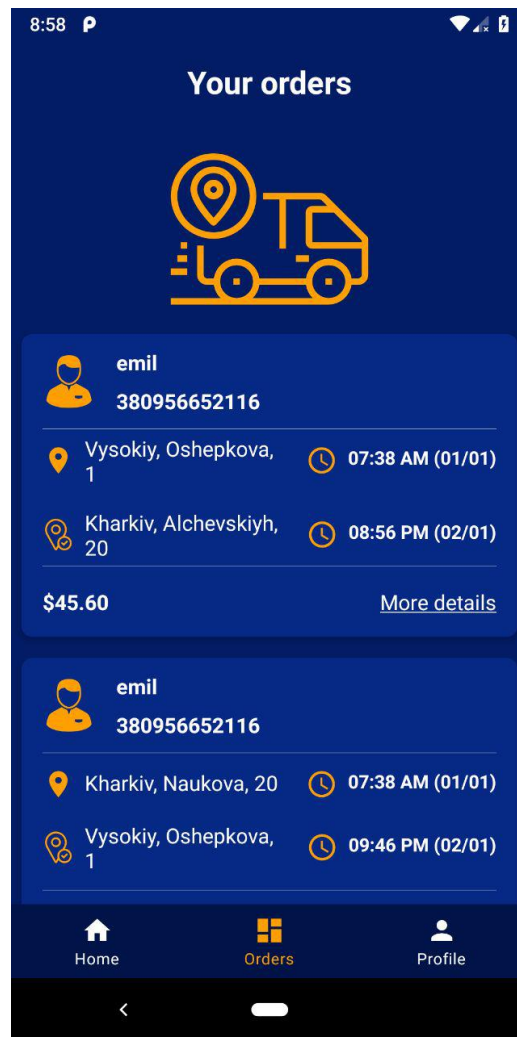 8:58
Your orders
emil
380956652116
Vysokiy, Oshepkova,
1
07:38 AM (01/01)
Kharkiv, Alchevskiyh,
20
08:56 PM (02/01)
$45.60
More details
emil
380956652116
Kharkiv, Naukova, 20
07:38 AM (01/01)
Vysokiy, Oshepkova,
1
09:46 PM (02/01)
Home
Orders
Profile